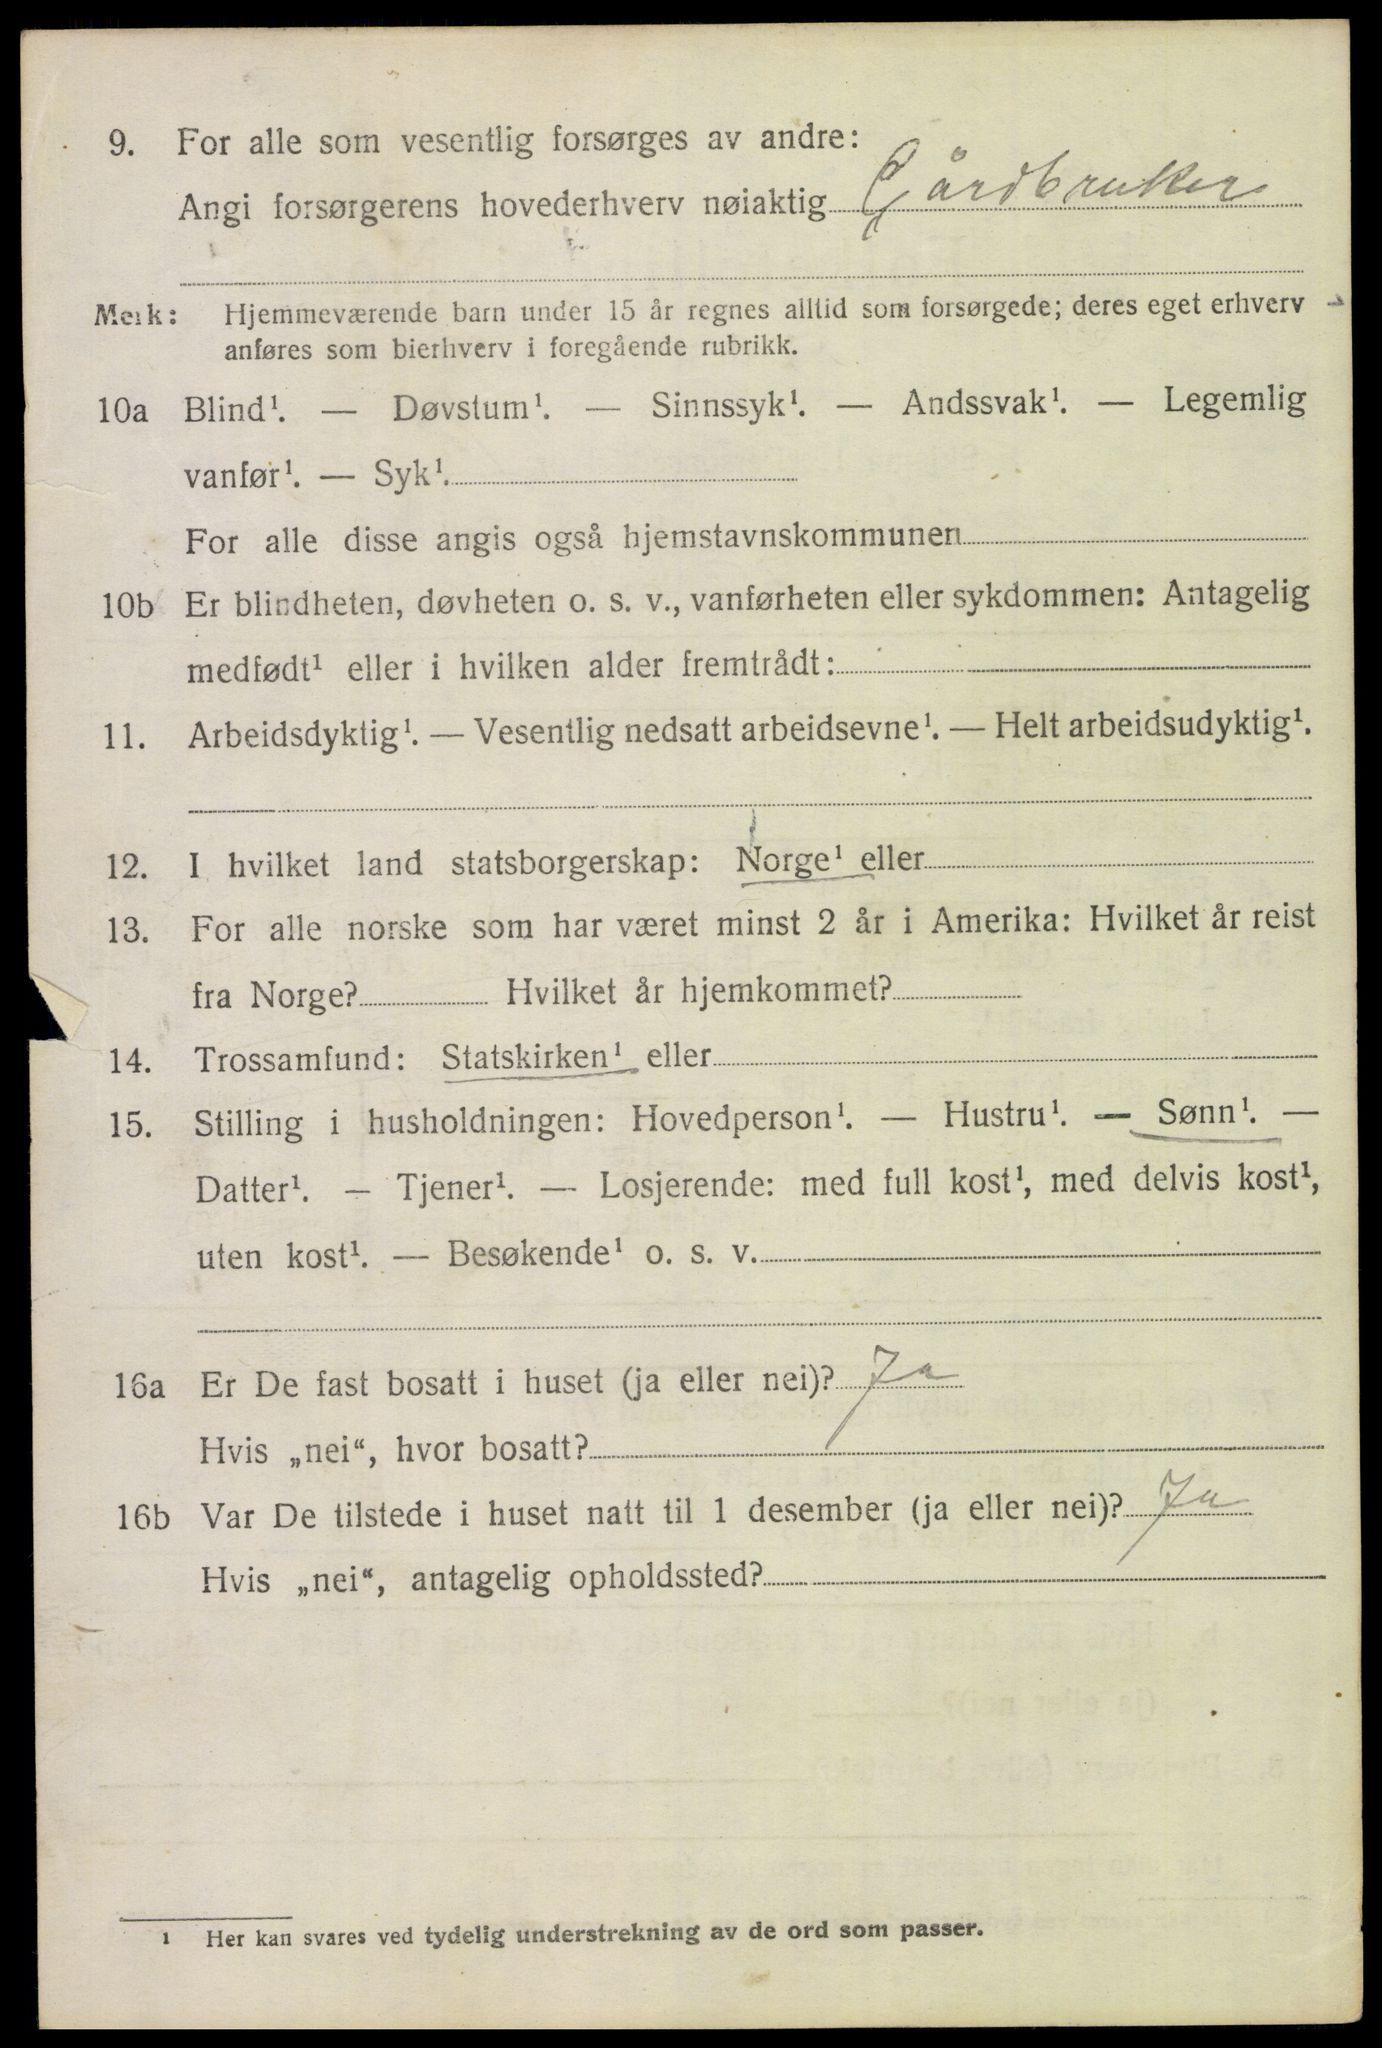 9. For alle som vesentlig forsørges av andre:
Angi forsørgerens hovederhverv nøiaktig Gårdbruker
Merk: Hjemmeværende barn under 15 år regnes alltid som forsørgede; deres eget erhverv
anføres som bierhverv i foregående rubrikk.
10a Blind¹. — Døvstum¹. — Sinnssyk¹. — Andssvak¹. — Legemlig
vanfør¹. — Syk¹.
For alle disse angis også hjemstavnskommunen
10b Er blindheten, døvheten o. s. v., vanførheten eller sykdommen: Antagelig
medfødt¹ eller i hvilken alder fremtrådt:
11. Arbeidsdyktig¹. — Vesentlig nedsatt arbeidsevne¹. — Helt arbeidsudyktig¹.
12. I hvilket land statsborgerskap: Norge¹ eller
13. For alle norske som har været minst 2 år i Amerika: Hvilket år reist
fra Norge? Hvilket år hjemkommet?
14. Trossamfund: Statskirken¹ eller
15. Stilling i husholdningen: Hovedperson¹. — Hustru¹. — Sønn¹. —
Datter¹. — Tjener¹. — Losjerende: med full kost¹, med delvis kost¹,
uten kost¹. — Besøkende¹ o. s. v.
16a Er De fast bosatt i huset (ja eller nei)? Ja
Hvis „nei“, hvor bosatt?
16b Var De tilstede i huset natt til 1 desember (ja eller nei)? Ja
Hvis „nei“, antagelig opholdssted?
1 Her kan svares ved tydelig understrekning av de ord som passer.